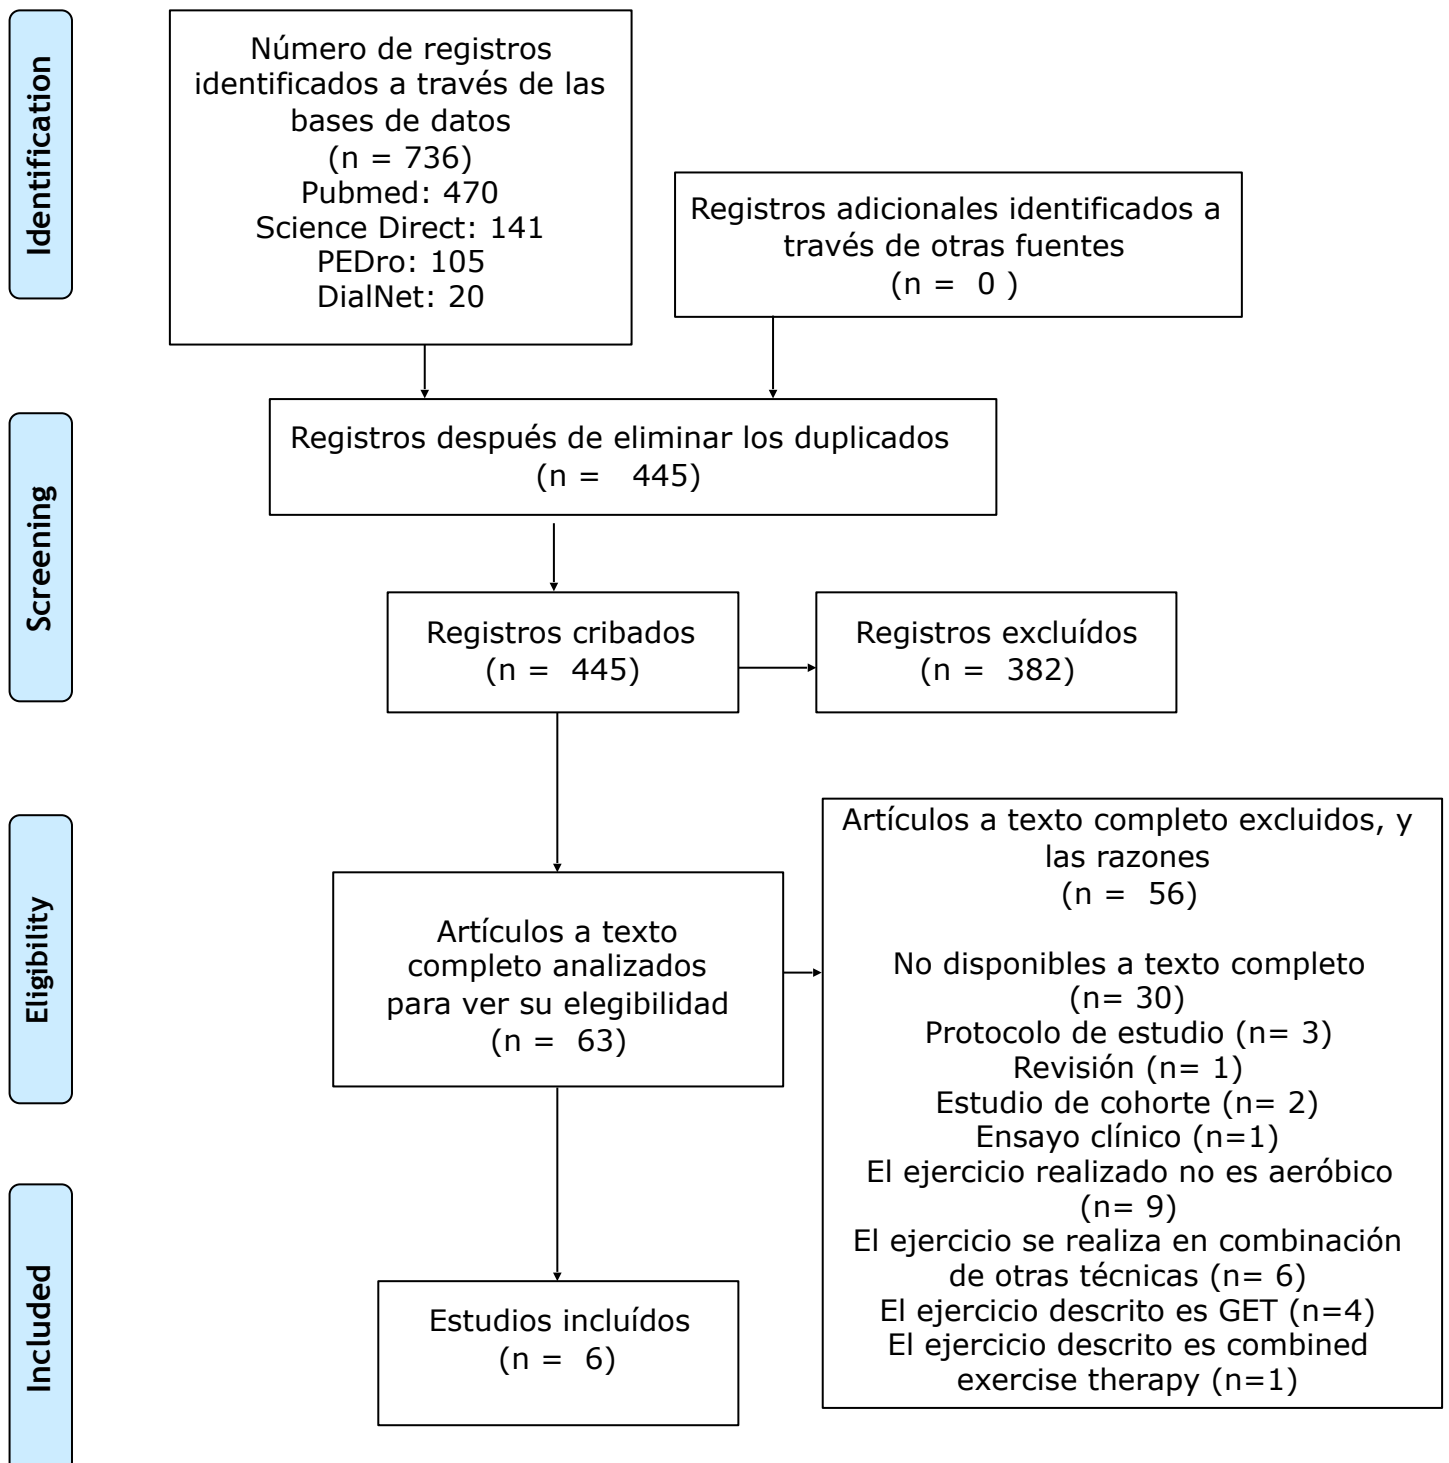 Identification
Número de registros
identificados a través de las
bases de datos
(n = 736)
Pubmed: 470
Science Direct: 141
PEDro: 105
DialNet: 20
Registros adicionales identificados a
través de otras fuentes
(n = 0 )
Screening
Registros después de eliminar los duplicados
(n = 445)
Registros cribados
(n = 445)
Registros excluídos
(n = 382)
Eligibility
Artículos a texto
completo analizados
para ver su elegibilidad
(n = 63)
Artículos a texto completo excluidos, y
las razones
(n = 56)
No disponibles a texto completo
(n= 30)
Protocolo de estudio (n= 3)
Revisión (n= 1)
Estudio de cohorte (n= 2)
Ensayo clínico (n=1)
El ejercicio realizado no es aeróbico
(n= 9)
El ejercicio se realiza en combinación
de otras técnicas (n= 6)
El ejercicio descrito es GET (n=4)
El ejercicio descrito es combined
exercise therapy (n=1)
Included
Estudios incluídos
(n = 6)